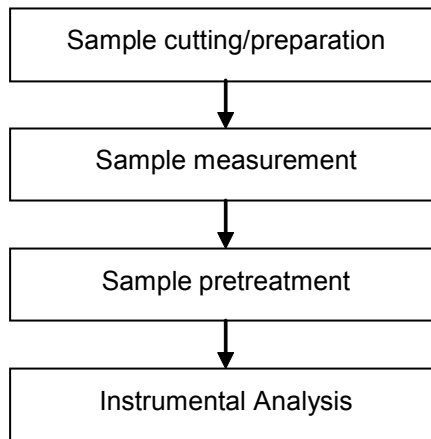 Sample cutting/preparation
Sample measurement
Sample pretreatment
Instrumental Analysis